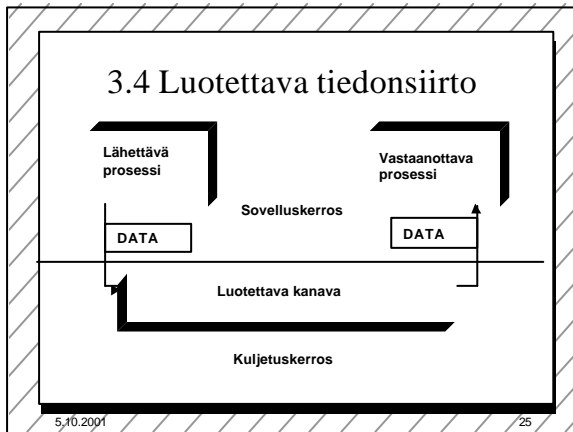 3.4 Luotettava tiedonsiirto
Lähettävä
prosessi
Vastaanottava
prosessi
Sovelluskerros
DATA
DATA
Luotettava kanava
Kuljetuskerros
5.10.2001
25